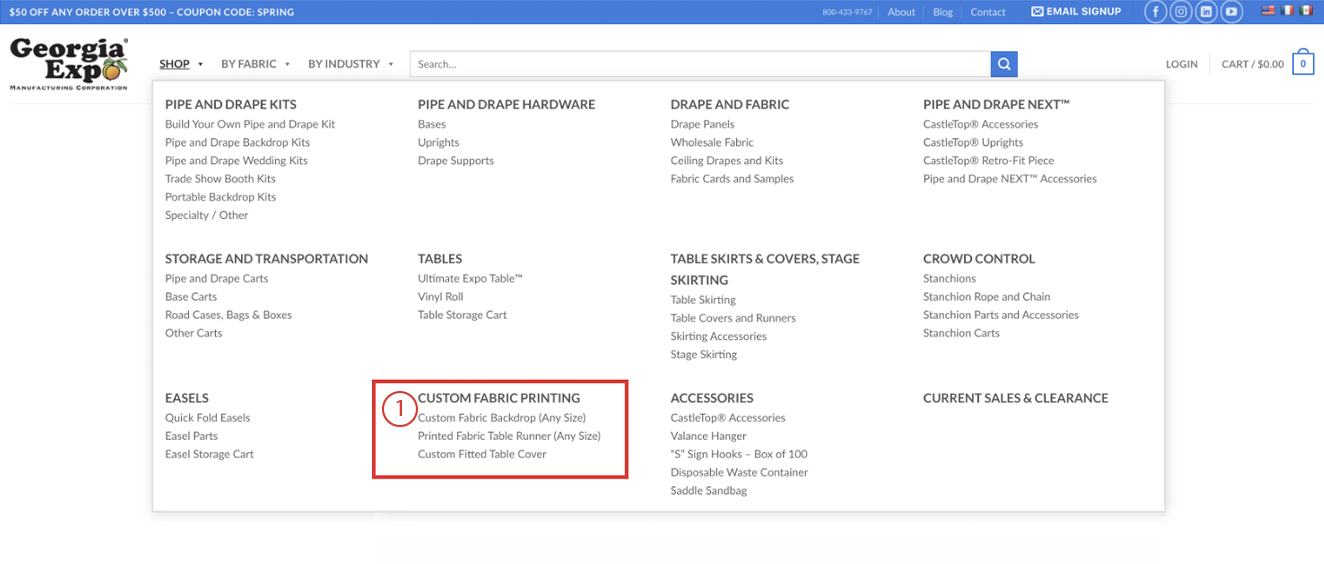 $50 OFF ANY ORDER OVER $500 – COUPON CODE: SPRING
800-433-9767
About
Blog
Contact
EMAIL SIGNUP
Georgia
Expo
MANUFACTURING CORPORATION
SHOP
BY FABRIC
BY INDUSTRY
Search...
LOGIN
CART / $0.00
0
PIPE AND DRAPE KITS
Build Your Own Pipe and Drape Kit
Pipe and Drape Backdrop Kits
Pipe and Drape Wedding Kits
Trade Show Booth Kits
Portable Backdrop Kits
Specialty / Other
PIPE AND DRAPE HARDWARE
Bases
Uprights
Drape Supports
DRAPE AND FABRIC
Drape Panels
Wholesale Fabric
Ceiling Drapes and Kits
Fabric Cards and Samples
PIPE AND DRAPE NEXT™
CastleTop® Accessories
CastleTop® Uprights
CastleTop® Retro-Fit Piece
Pipe and Drape NEXT™ Accessories
STORAGE AND TRANSPORTATION
Pipe and Drape Carts
Base Carts
Road Cases, Bags & Boxes
Other Carts
TABLES
Ultimate Expo Table™
Vinyl Roll
Table Storage Cart
TABLE SKIRTS & COVERS, STAGE
SKIRTING
Table Skirting
Table Covers and Runners
Skirting Accessories
Stage Skirting
CROWD CONTROL
Stanchions
Stanchion Rope and Chain
Stanchion Parts and Accessories
Stanchion Carts
EASELS
Quick Fold Easels
Easel Parts
Easel Storage Cart
1
CUSTOM FABRIC PRINTING
Custom Fabric Backdrop (Any Size)
Printed Fabric Table Runner (Any Size)
Custom Fitted Table Cover
ACCESSORIES
CastleTop® Accessories
Valance Hanger
“S” Sign Hooks – Box of 100
Disposable Waste Container
Saddle Sandbag
CURRENT SALES & CLEARANCE